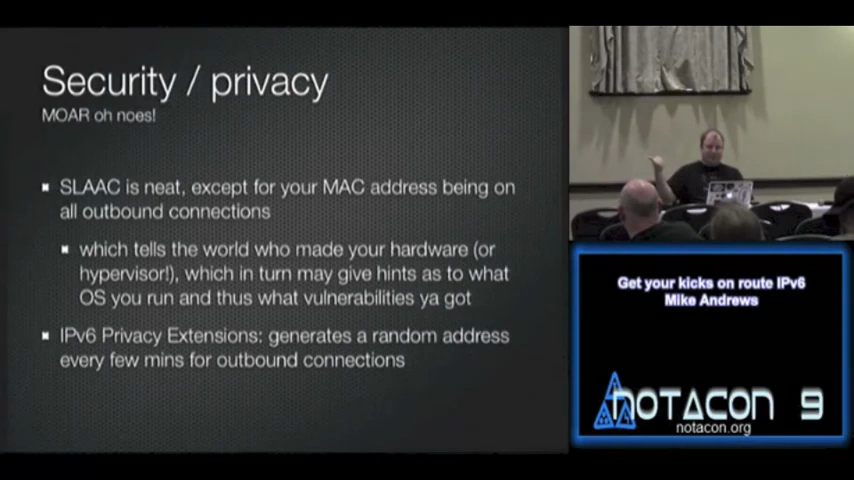 Security / privacy
MOAR oh noes!
SLAAC is neat, except for your MAC address being on
all outbound connections
which tells the world who made your hardware (or
hypervisor!), which in turn may give hints as to what
OS you run and thus what vulnerabilities ya got
IPv6 Privacy Extensions: generates a random address
every few mins for outbound connections
Get your kicks on route IPv6
Mike Andrews
NOTACON 9
notacon.org